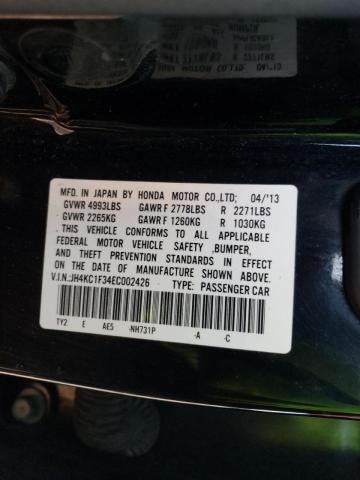 MFD. IN JAPAN BY HONDA MOTOR CO.,LTD; 04/'13
GVWR 4993LBS GAWR F 2778LBS R 2271LBS
GVWR 2265KG GAWR F 1260KG R 1030KG
THIS VEHICLE CONFORMS TO ALL APPLICABLE
FEDERAL MOTOR VEHICLE SAFETY ,BUMPER,
AND THEFT PREVENTION STANDARDS IN EFFECT
ON THE DATE OF MANUFACTURE SHOWN ABOVE.
V.I.N.:JH4KC1F34EC002426 TYPE: PASSENGER CAR
TY2 E AE5 -NH731P -A -C